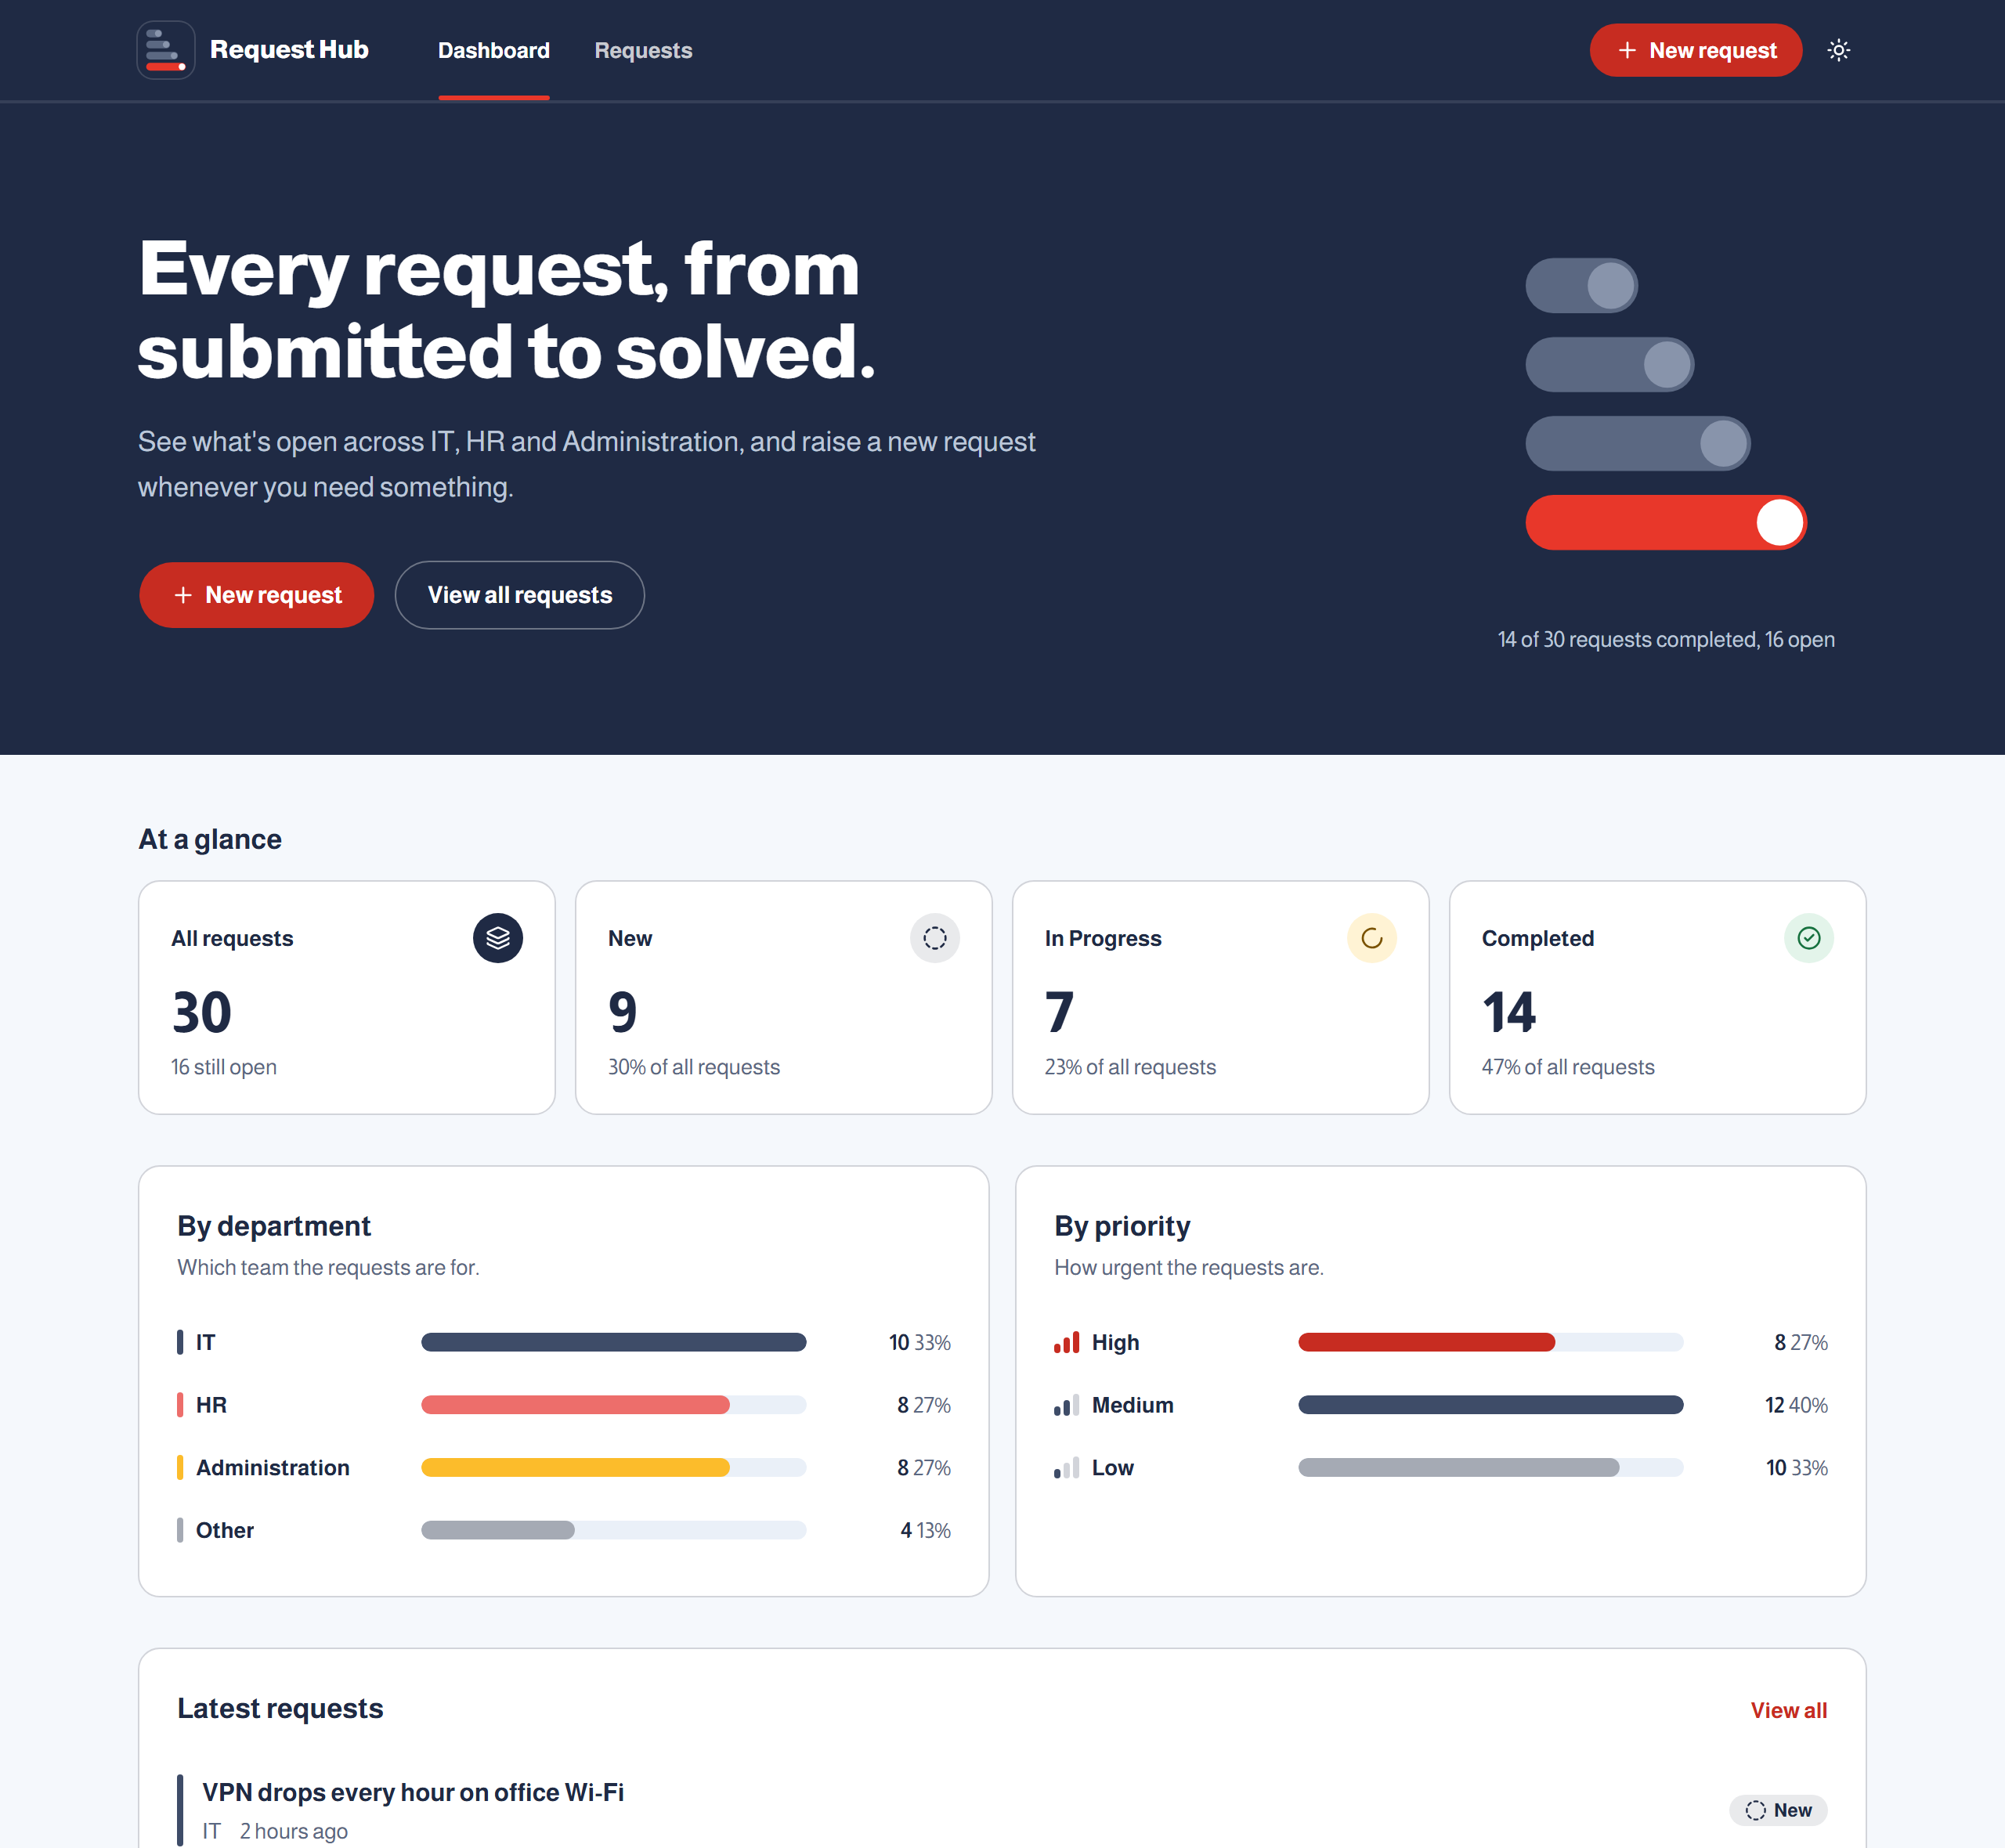 Request Hub
Dashboard
Requests
New request
Every request, from
submitted to solved.
See what's open across IT, HR and Administration, and raise a new request
whenever you need something.
New request
View all requests
14 of 30 requests completed, 16 open
At a glance
All requests
30
16 still open
New
9
30% of all requests
In Progress
7
23% of all requests
Completed
14
47% of all requests
By department
Which team the requests are for.
IT 10 33%
HR 8 27%
Administration 8 27%
Other 4 13%
By priority
How urgent the requests are.
High 8 27%
Medium 12 40%
Low 10 33%
Latest requests
View all
VPN drops every hour on office Wi-Fi
IT 2 hours ago
New